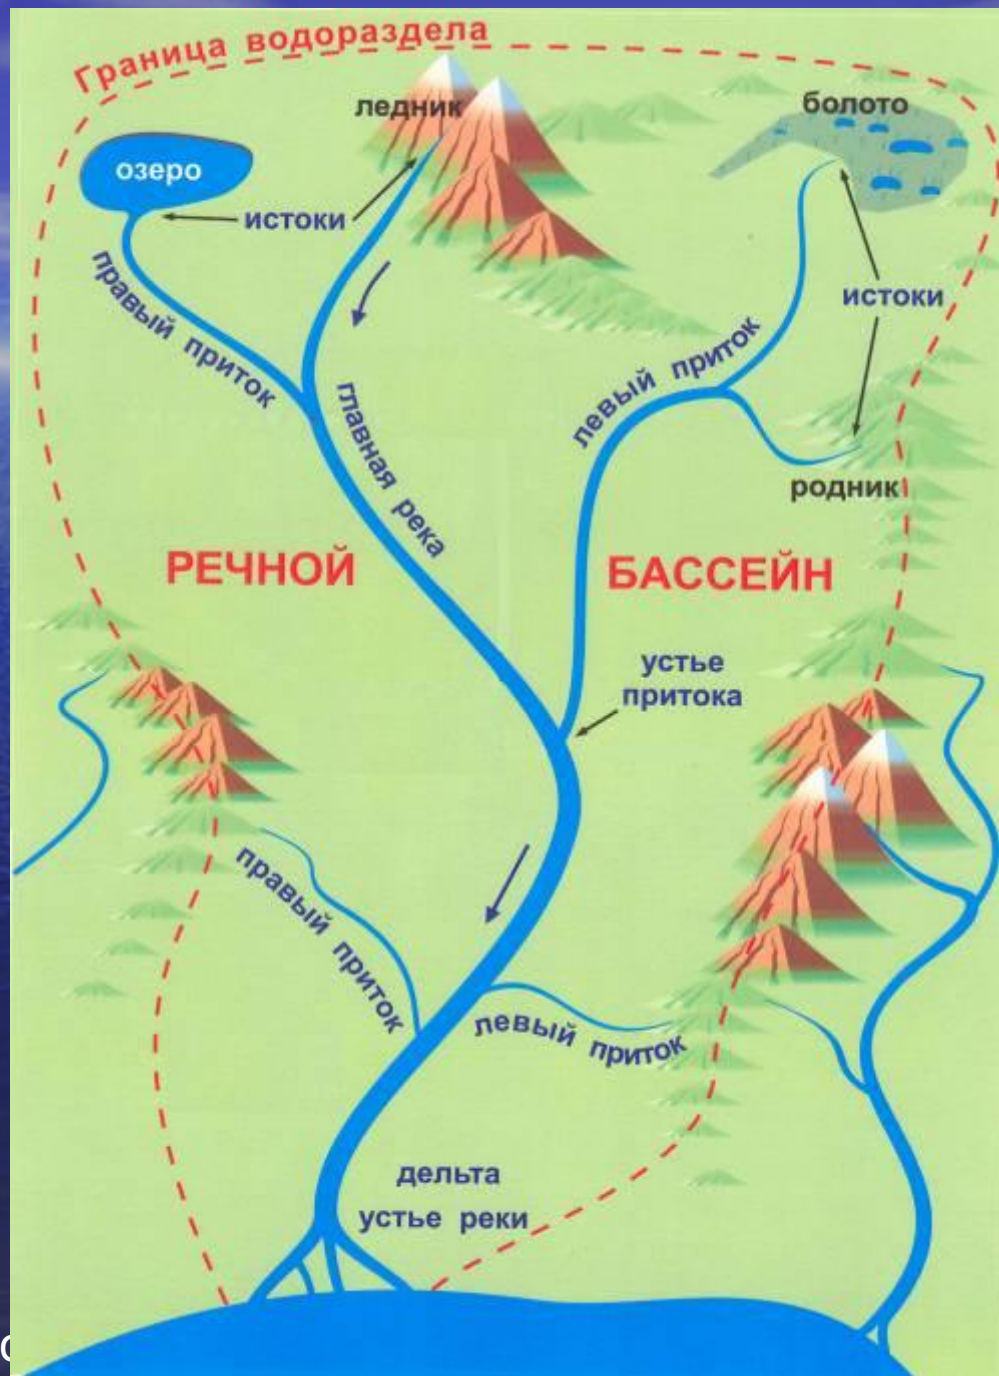 Граница водораздела
ледник
болото
озеро
истоки
правый приток
истоки
левый приток
главная река
родник
РЕЧНОЙ БАССЕЙН
устье
притока
правый приток
левый приток
дельта
устье реки